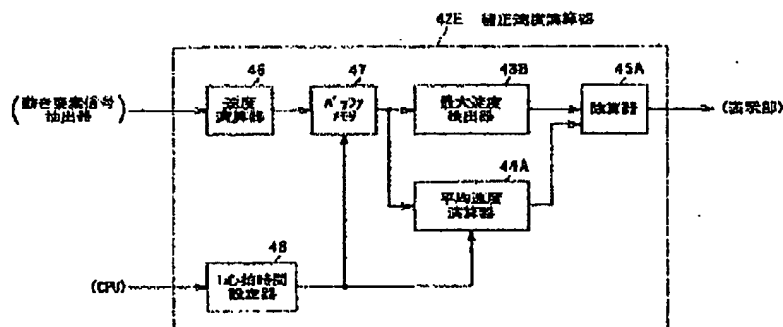 42E 補正速度演算器
46
47
43B
45A
(動き要素信号
抽出器)
速度
演算器
バッファ
メモリ
最大速度
検出器
除算器
(表示部)
44A
平均速度
演算器
48
(CPU)
1心拍時間
設定器